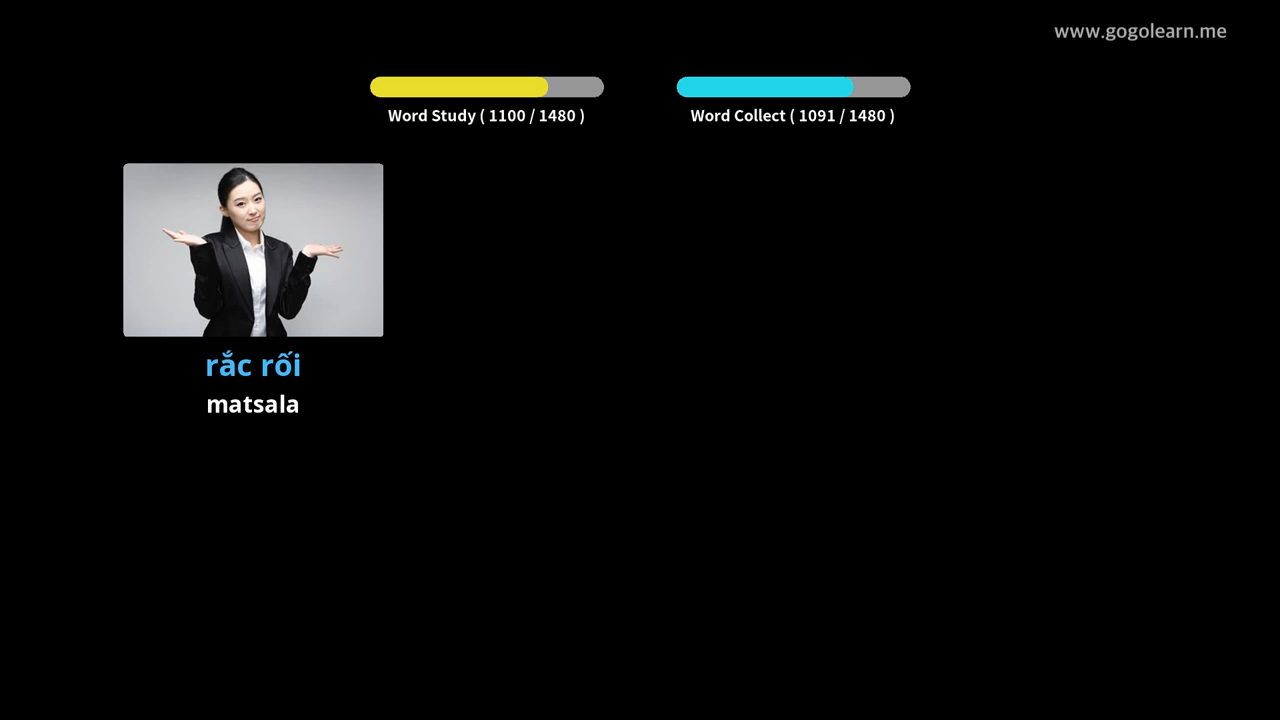 www.gogolearn.me
Word Study ( 1100 / 1480 )
Word Collect ( 1091 / 1480 )
rắc rối
matsala